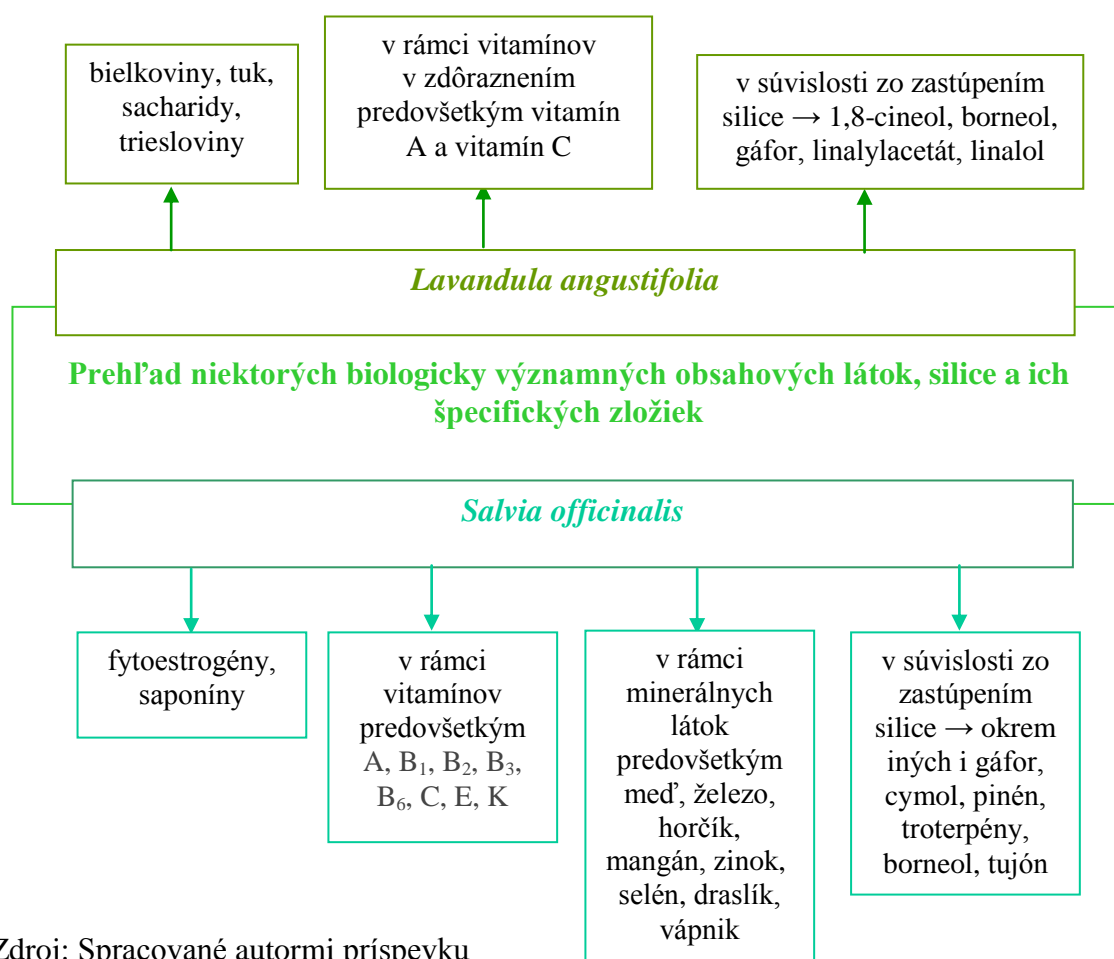 bielkoviny, tuk,
sacharidy,
triesloviny
v rámci vitamínov
v zdôraznením
predovšetkým vitamín
A a vitamín C
v súvislosti zo zastúpením
silice → 1,8-cineol, borneol,
gáfor, linalylacetát, linalol
Lavandula angustifolia
Prehľad niektorých biologicky významných obsahových látok, silice a ich
špecifických zložiek
Salvia officinalis
fytoestrogény,
saponíny
v rámci
vitamínov
predovšetkým
A, B₁, B₂, B₃,
B₆, C, E, K
v rámci
minerálnych
látok
predovšetkým
meď, železo,
horčík,
mangán, zinok,
selén, draslík,
vápnik
v súvislosti zo
zastúpením
silice → okrem
iných i gáfor,
cymol, pinén,
troterpény,
borneol, tujón
Zdroj: Spracované autormi príspevku